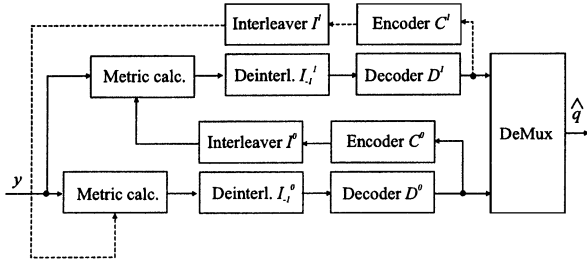 Interleaver I¹ Encoder C¹
Metric calc. Deinterl. I₋₁¹ Decoder D¹
Interleaver I⁰ Encoder C⁰ DeMux q̂
y Metric calc. Deinterl. I₋₁⁰ Decoder D⁰